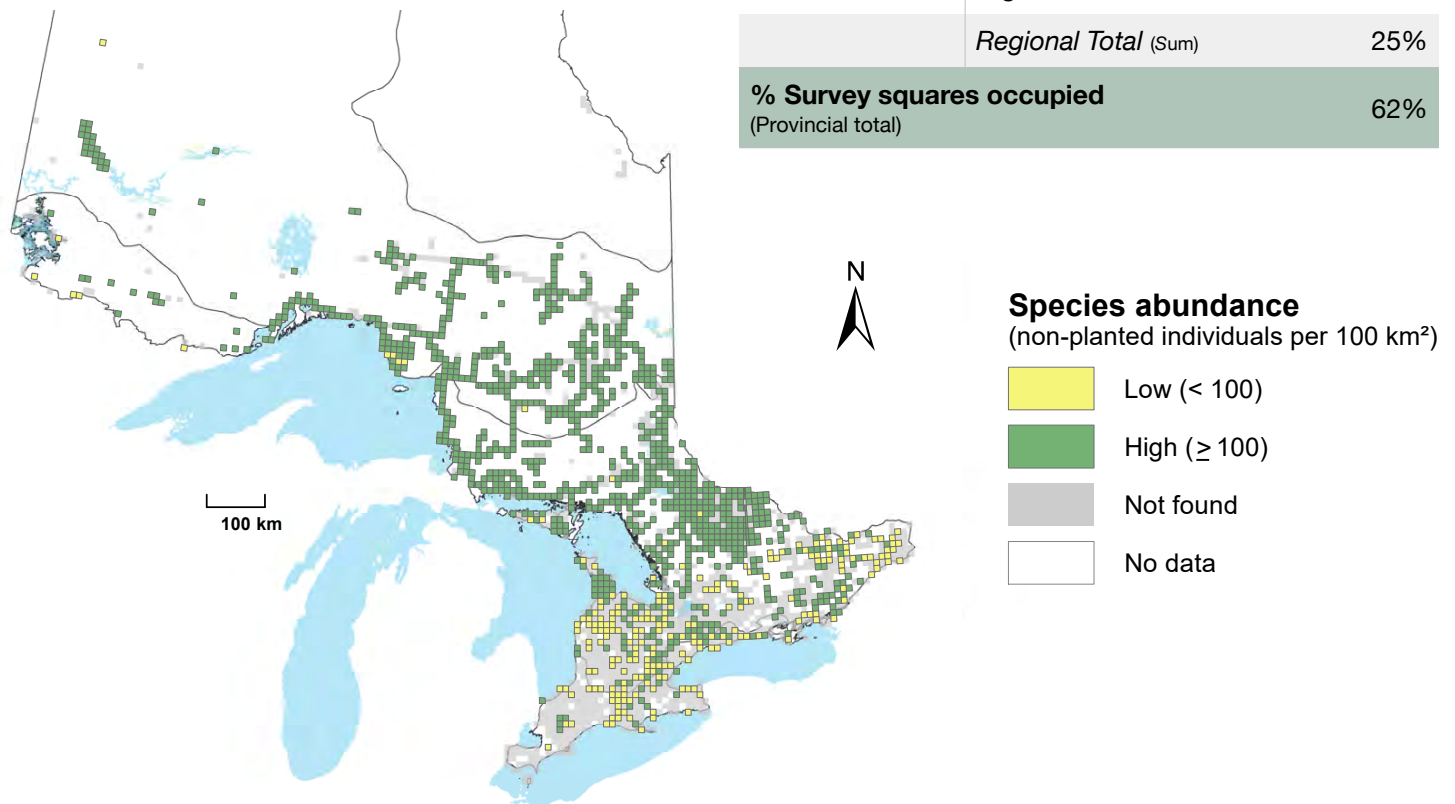 Regional Total (Sum) 25%
% Survey squares occupied 62%
(Provincial total)
N
Species abundance
(non-planted individuals per 100 km²)
Low (< 100)
High (≥ 100)
Not found
No data
100 km